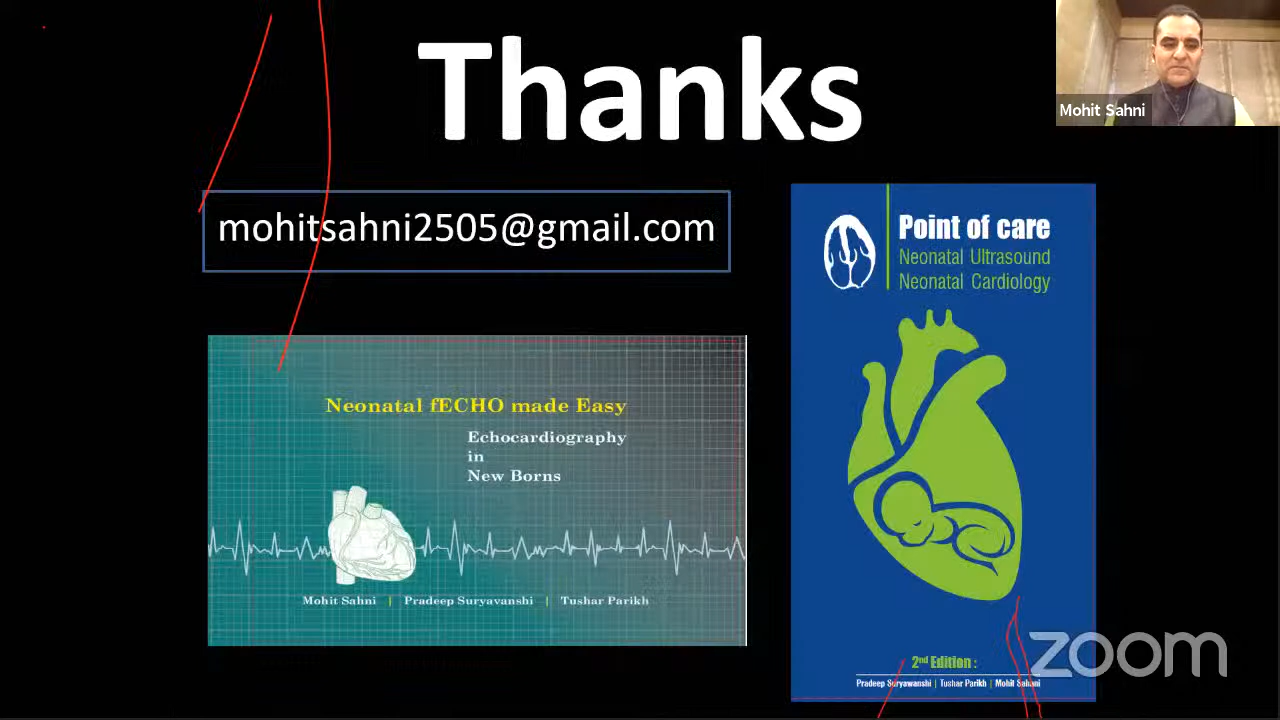 Thanks
Mohit Sahni
mohitsahni2505@gmail.com
Point of care
Neonatal Ultrasound
Neonatal Cardiology
Neonatal fECHO made Easy
Echocardiography
in
New Borns
Mohit Sahni | Pradeep Suryavanshi | Tushar Parikh
2nd Edition :
Pradeep Suryawanshi | Tushar Parikh | Mohit Sahani
zoom